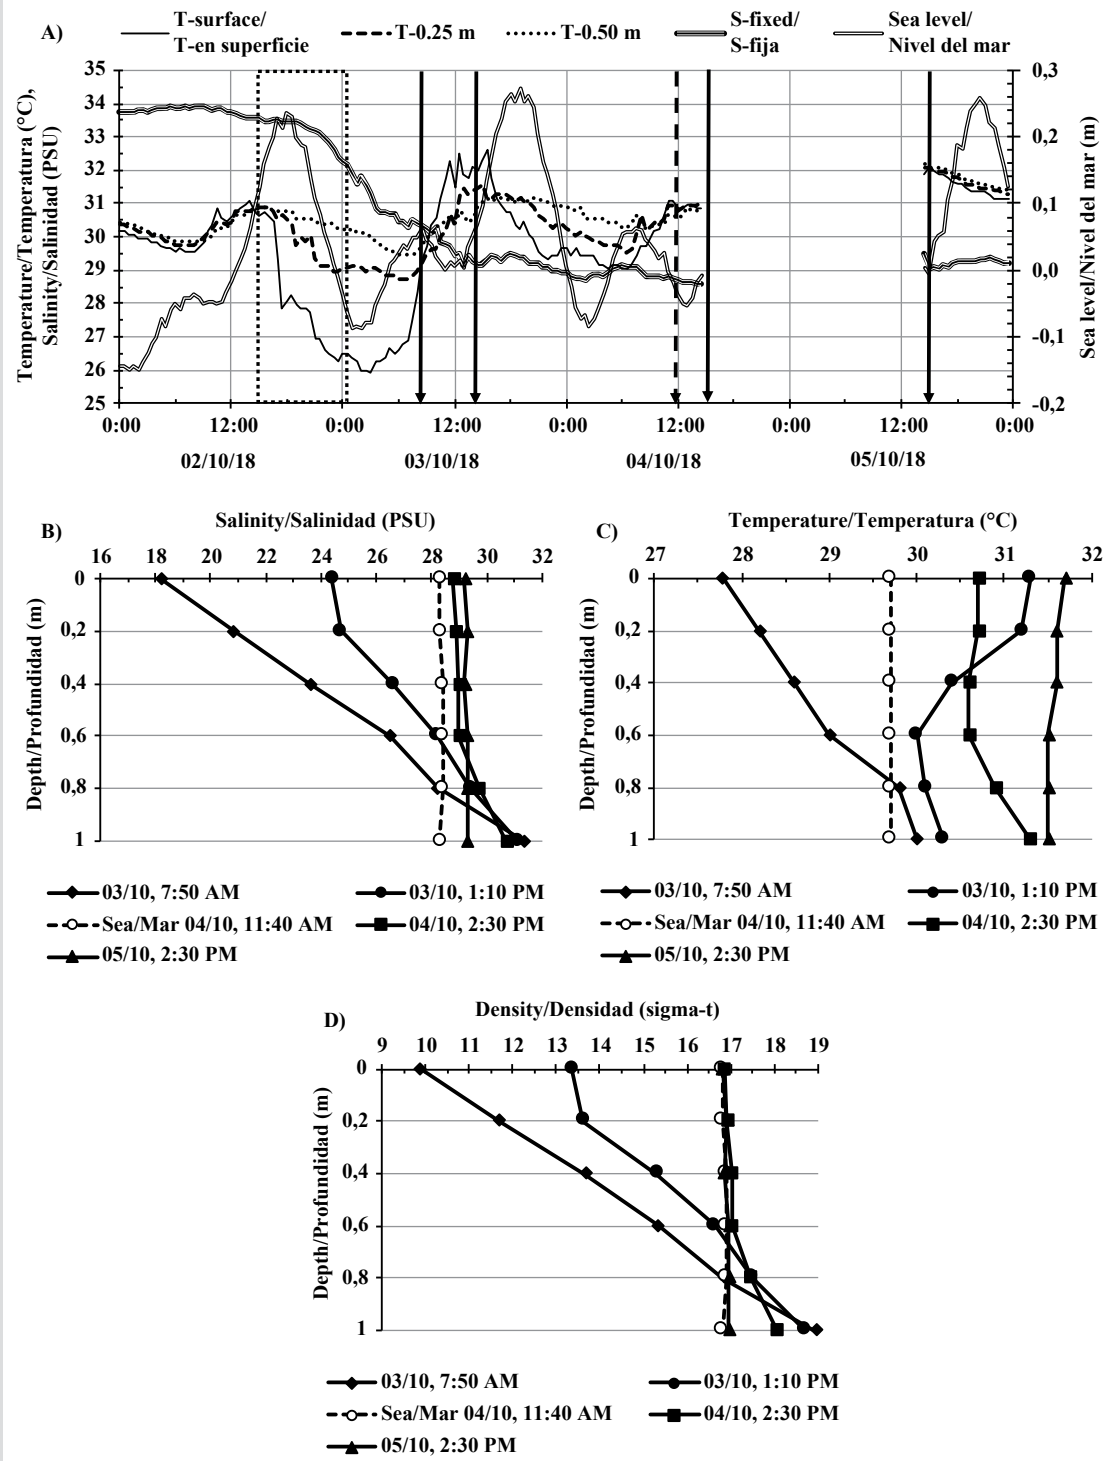 A)
T-surface/
T-en superficie
T-0.25 m
T-0.50 m
S-fixed/
S-fija
Sea level/
Nivel del mar
Temperature/Temperatura (°C),
Salinity/Salinidad (PSU)
35
34
33
32
31
30
29
28
27
26
25
0,3
0,2
0,1
0,0
-0,1
-0,2
Sea level/Nivel del mar (m)
0:00 12:00 0:00 12:00 0:00 12:00 0:00 12:00 0:00
02/10/18 03/10/18 04/10/18 05/10/18
B)
Salinity/Salinidad (PSU)
16 18 20 22 24 26 28 30 32
Depth/Profundidad (m)
0
0,2
0,4
0,6
0,8
1
03/10, 7:50 AM
03/10, 1:10 PM
Sea/Mar 04/10, 11:40 AM
04/10, 2:30 PM
05/10, 2:30 PM
C)
Temperature/Temperatura (°C)
27 28 29 30 31 32
Depth/Profundidad (m)
0
0,2
0,4
0,6
0,8
1
03/10, 7:50 AM
03/10, 1:10 PM
Sea/Mar 04/10, 11:40 AM
04/10, 2:30 PM
05/10, 2:30 PM
D)
Density/Densidad (sigma-t)
9 10 11 12 13 14 15 16 17 18 19
Depth/Profundidad (m)
0
0,2
0,4
0,6
0,8
1
03/10, 7:50 AM
03/10, 1:10 PM
Sea/Mar 04/10, 11:40 AM
04/10, 2:30 PM
05/10, 2:30 PM